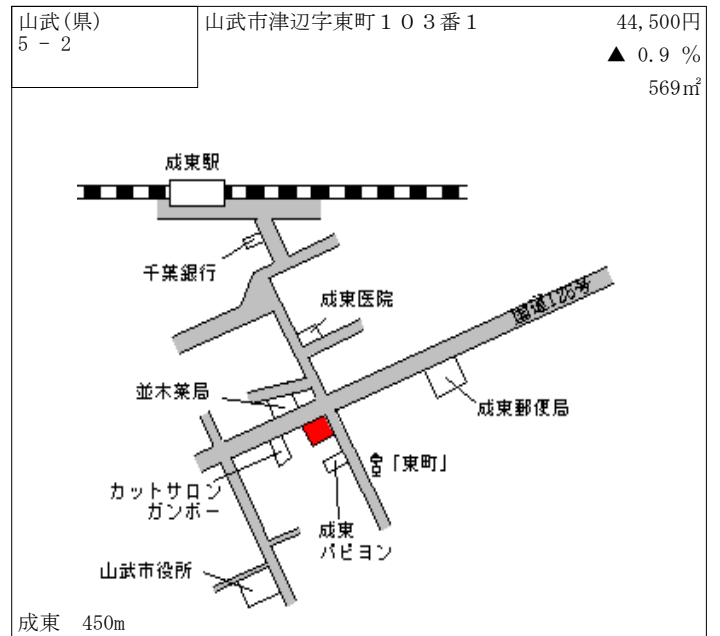 山武(県)
5 - 2
山武市津辺字東町１０３番１
44,500円
▲ 0.9 %
569㎡
成東駅
千葉銀行
成東医院
国道126号
並木薬局
成東郵便局
「東町」
カットサロン
ガンボー
成東
パピヨン
山武市役所
成東 450m